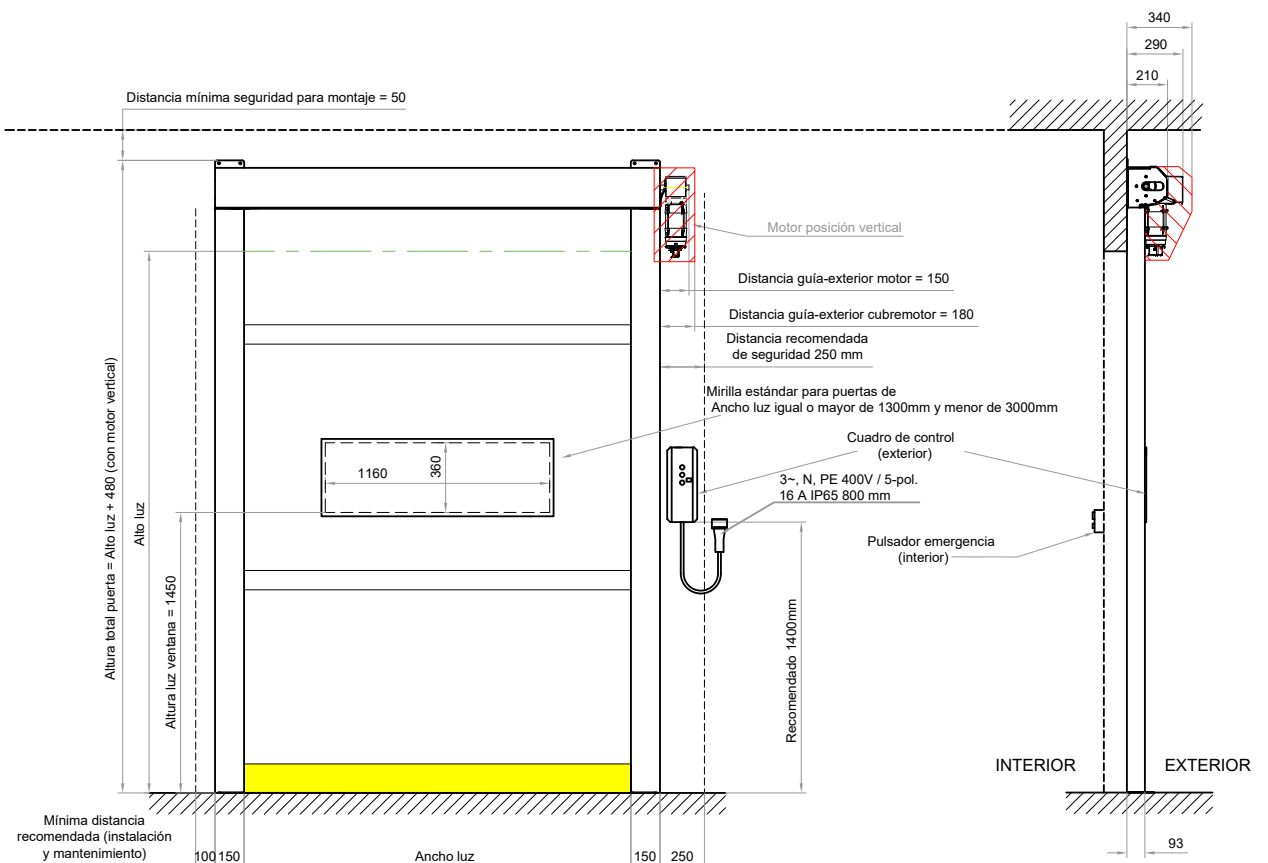 340
290
210
Distancia mínima seguridad para montaje = 50
Motor posición vertical
Distancia guía-exterior motor = 150
Distancia guía-exterior cubremotor = 180
Distancia recomendada
de seguridad 250 mm
Mirilla estándar para puertas de
Ancho luz igual o mayor de 1300mm y menor de 3000mm
Cuadro de control
(exterior)
3~, N, PE 400V / 5-pol.
16 A IP65 800 mm
Pulsador emergencia
(interior)
1160
360
Altura total puerta = Alto luz + 480 (con motor vertical)
Alto luz
Altura luz ventana = 1450
Recomendado 1400mm
INTERIOR
EXTERIOR
Mínima distancia
recomendada (instalación
y mantenimiento)
100
150
Ancho luz
150
250
93